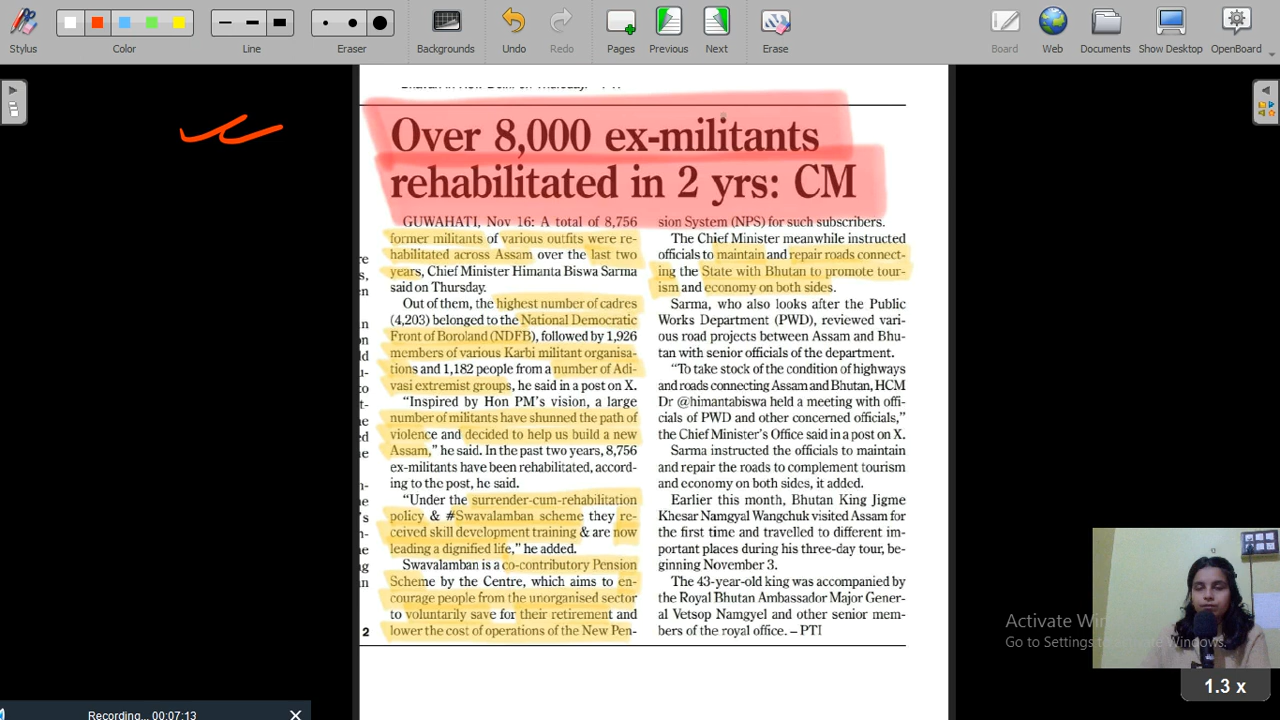 Stylus
Color
Line
Eraser
Backgrounds
Undo
Redo
Pages
Previous
Next
Erase
Board
Web
Documents
Show Desktop
OpenBoard
Bhavan in New Delhi on Thursday. – PTI
Over 8,000 ex-militants
rehabilitated in 2 yrs: CM
GUWAHATI, Nov 16: A total of 8,756
former militants of various outfits were re-
habilitated across Assam over the last two
years, Chief Minister Himanta Biswa Sarma
said on Thursday.
Out of them, the highest number of cadres
(4,203) belonged to the National Democratic
Front of Boroland (NDFB), followed by 1,926
members of various Karbi militant organisa-
tions and 1,182 people from a number of Adi-
vasi extremist groups, he said in a post on X.
"Inspired by Hon PM's vision, a large
number of militants have shunned the path of
violence and decided to help us build a new
Assam," he said. In the past two years, 8,756
ex-militants have been rehabilitated, accord-
ing to the post, he said.
"Under the surrender-cum-rehabilitation
policy & #Swavalamban scheme they re-
ceived skill development training & are now
leading a dignified life," he added.
Swavalamban is a co-contributory Pension
Scheme by the Centre, which aims to en-
courage people from the unorganised sector
to voluntarily save for their retirement and
lower the cost of operations of the New Pen-
sion System (NPS) for such subscribers.
The Chief Minister meanwhile instructed
officials to maintain and repair roads connect-
ing the State with Bhutan to promote tour-
ism and economy on both sides.
Sarma, who also looks after the Public
Works Department (PWD), reviewed vari-
ous road projects between Assam and Bhu-
tan with senior officials of the department.
"To take stock of the condition of highways
and roads connecting Assam and Bhutan, HCM
Dr @himantabiswa held a meeting with offi-
cials of PWD and other concerned officials,"
the Chief Minister's Office said in a post on X.
Sarma instructed the officials to maintain
and repair the roads to complement tourism
and economy on both sides, it added.
Earlier this month, Bhutan King Jigme
Khesar Namgyal Wangchuk visited Assam for
the first time and travelled to different im-
portant places during his three-day tour, be-
ginning November 3.
The 43-year-old king was accompanied by
the Royal Bhutan Ambassador Major Gener-
al Vetsop Namgyel and other senior mem-
bers of the royal office. – PTI
2
Activate Win
Go to Settings to activate Windows.
1.3 x
Recording... 00:07:13